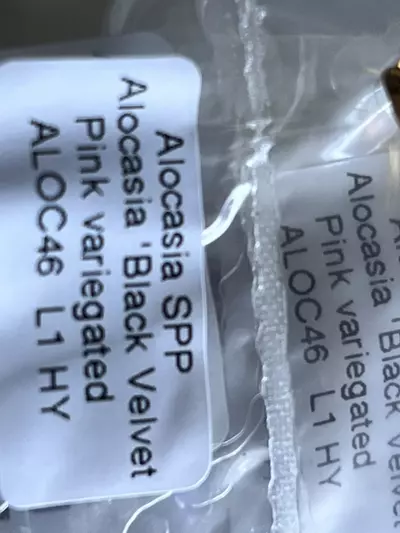 Alocasia SPP
Alocasia 'Black Velvet
Pink variegated
ALOC46 L1 HY
Alocasia 'Black Velvet
Pink variegated
ALOC46 L1 HY